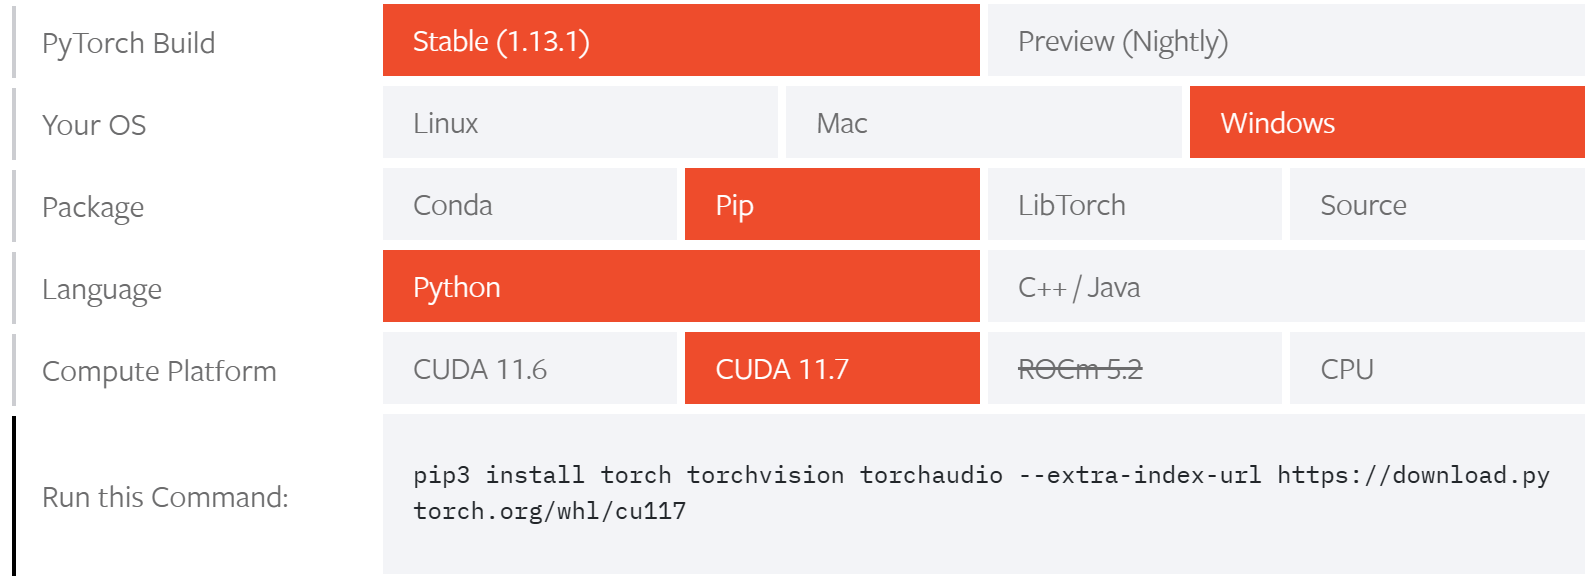 PyTorch Build
Stable (1.13.1)
Preview (Nightly)
Your OS
Linux
Mac
Windows
Package
Conda
Pip
LibTorch
Source
Language
Python
C++ / Java
Compute Platform
CUDA 11.6
CUDA 11.7
ROCm 5.2
CPU
Run this Command:
pip3 install torch torchvision torchaudio --extra-index-url https://download.py
torch.org/whl/cu117